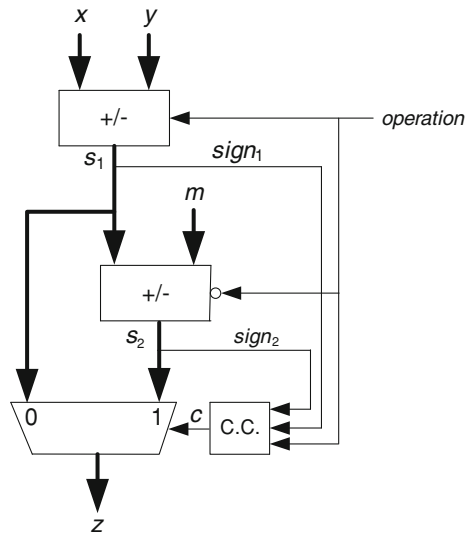 x y
+/-
operation
s₁
sign₁
m
+/-
s₂
sign₂
0 1
c
C.C.
z